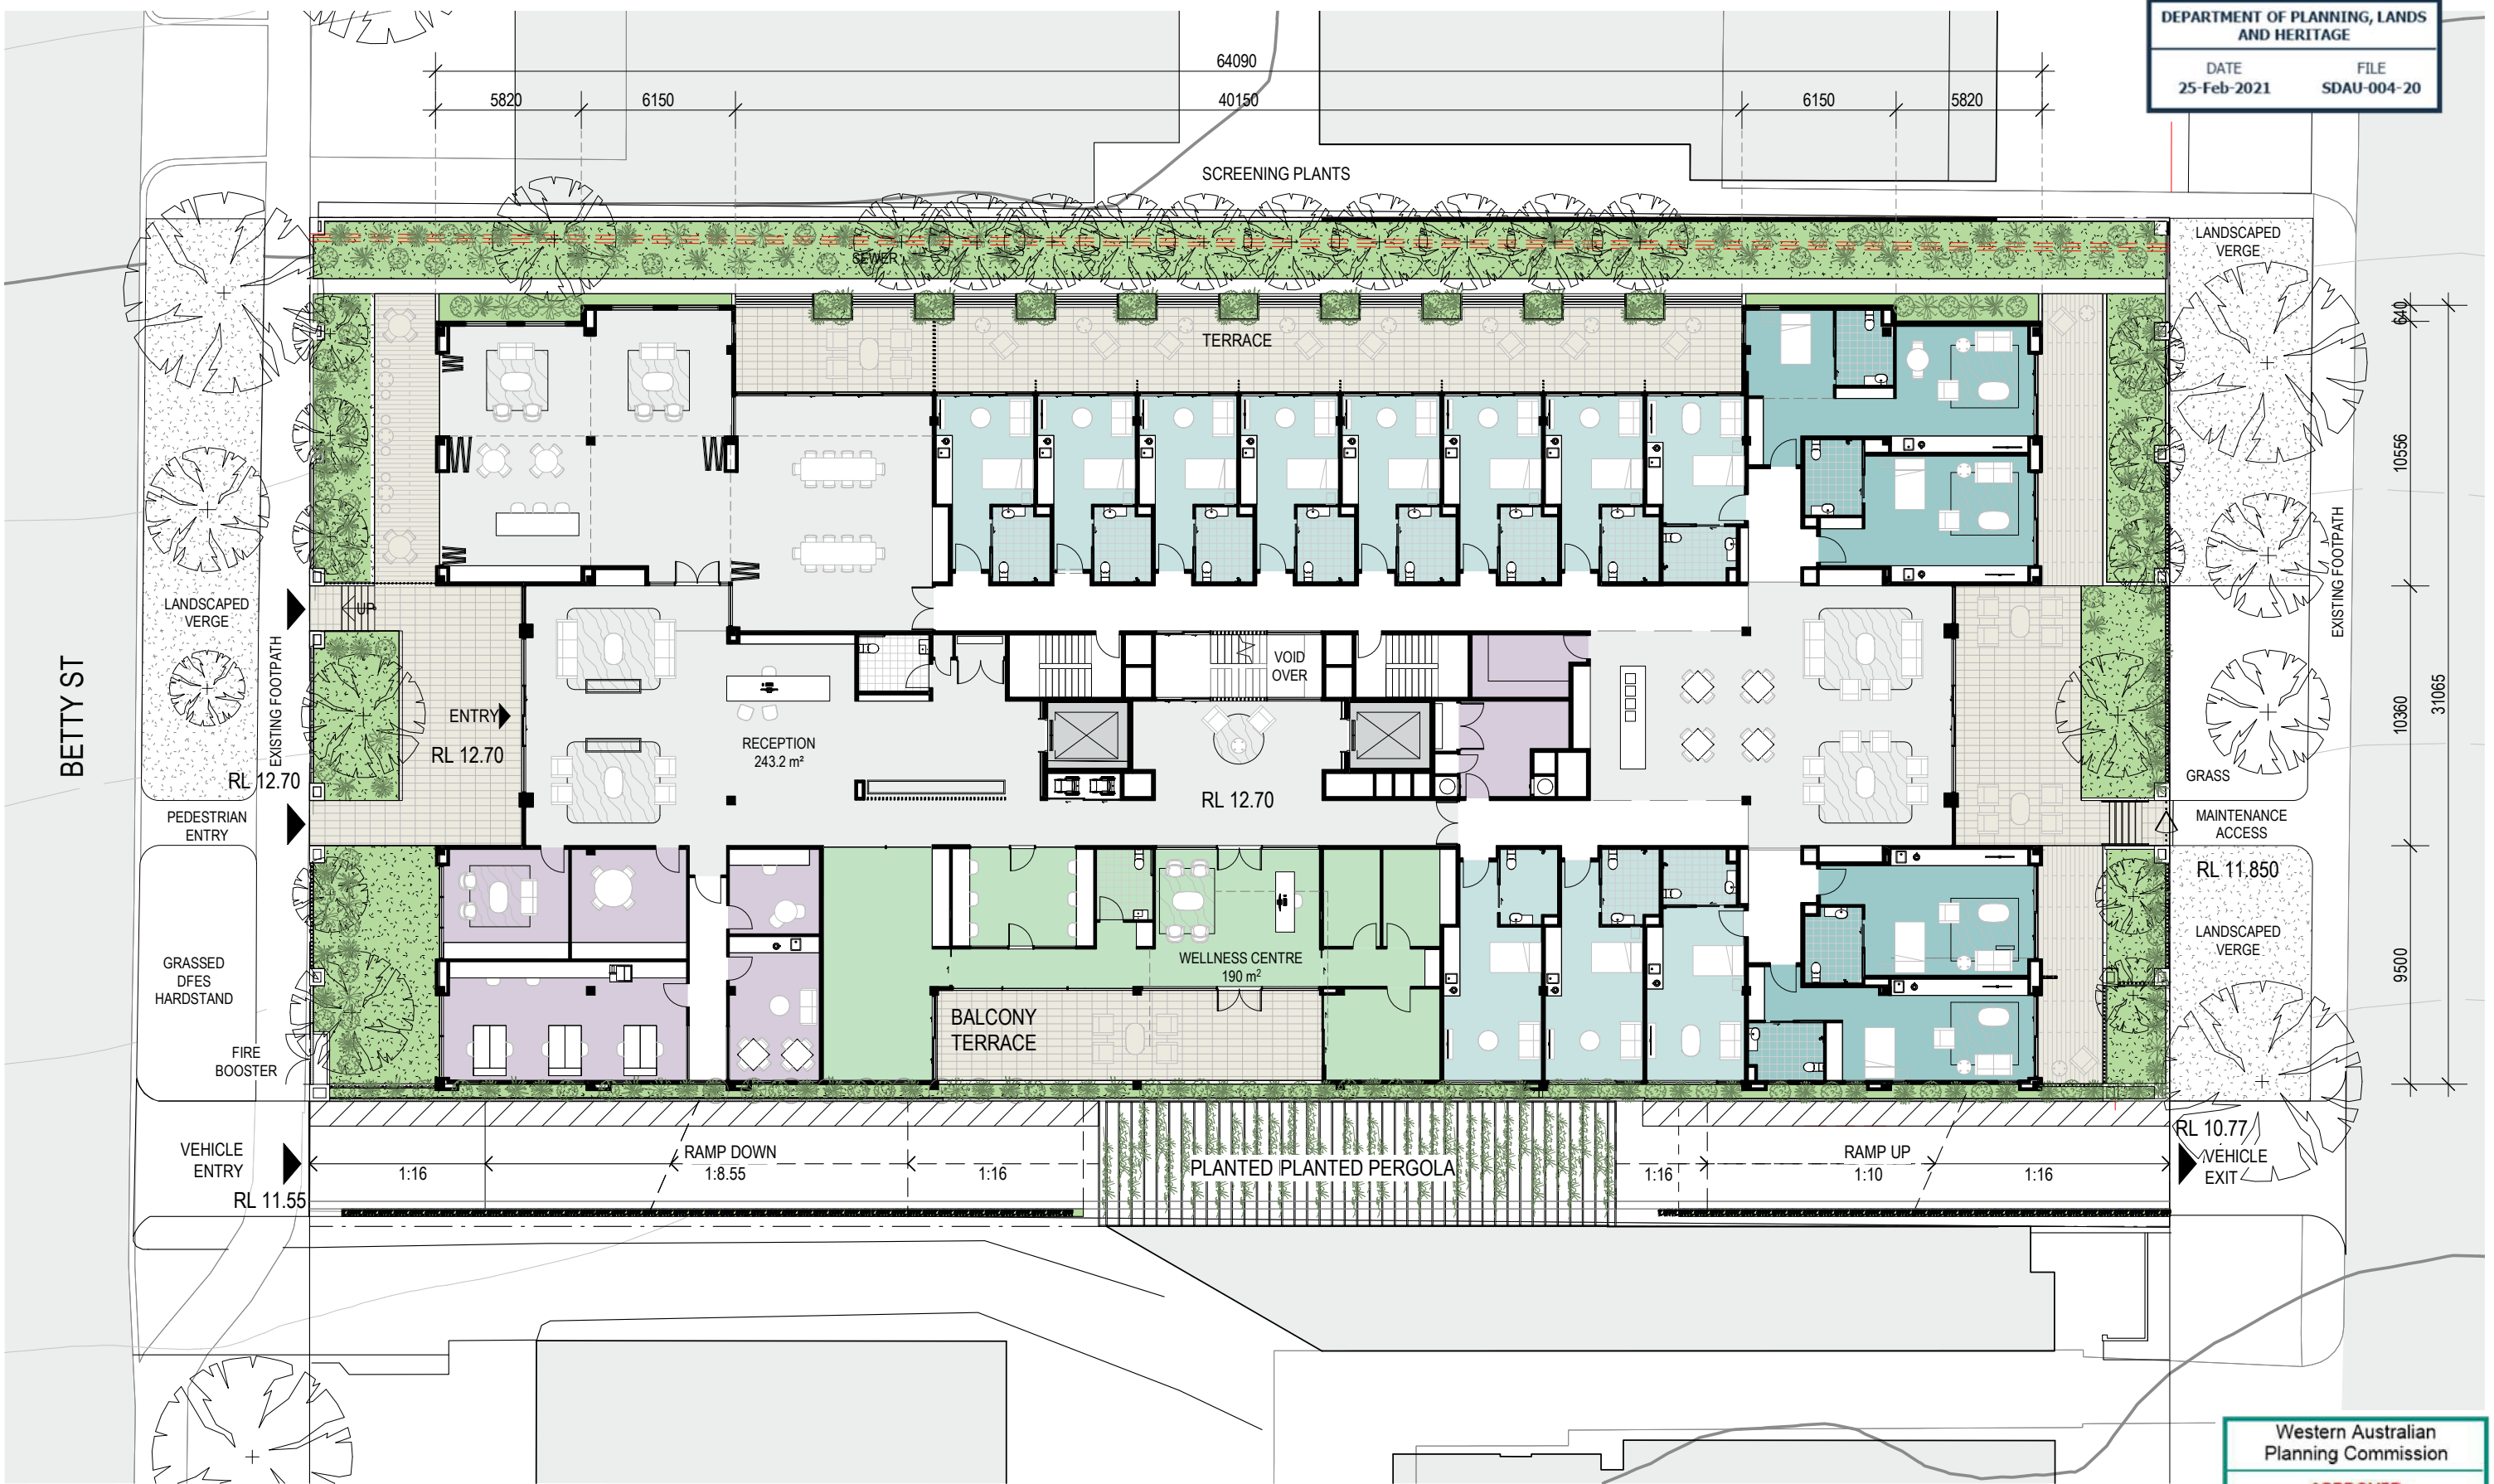 DEPARTMENT OF PLANNING, LANDS
AND HERITAGE
DATE FILE
25-Feb-2021 SDAU-004-20
64090
5820 6150 40150 6150 5820
SCREENING PLANTS
LANDSCAPED
VERGE
SEWER
TERRACE
640
10556
10360
31065
9500
EXISTING FOOTPATH
LANDSCAPED
VERGE
UP
EXISTING FOOTPATH
BETTY ST
ENTRY
RL 12.70
RL 12.70
VOID
OVER
RECEPTION
243.2 m²
RL 12.70
GRASS
PEDESTRIAN
ENTRY
MAINTENANCE
ACCESS
RL 11.850
LANDSCAPED
VERGE
WELLNESS CENTRE
190 m²
GRASSED
DFES
HARDSTAND
BALCONY
TERRACE
FIRE
BOOSTER
VEHICLE
ENTRY
RL 11.55
1:16
RAMP DOWN
1:8.55
1:16
PLANTED PLANTED PERGOLA
1:16
RAMP UP
1:10
1:16
RL 10.77
VEHICLE
EXIT
Western Australian
Planning Commission